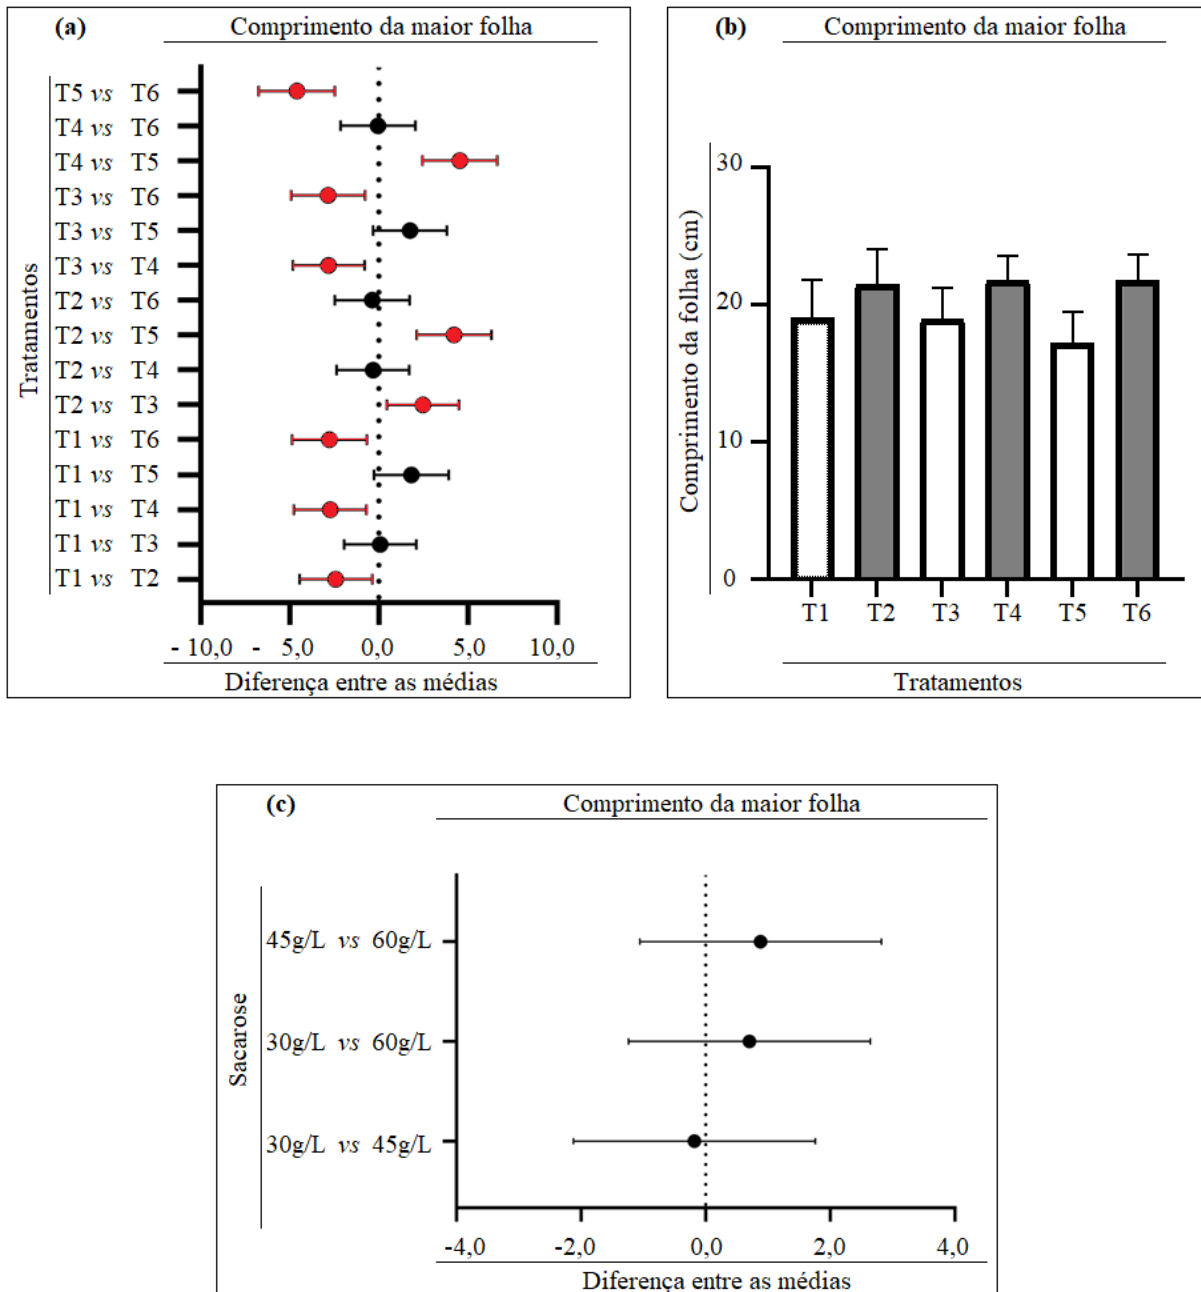 (a) Comprimento da maior folha
T5 vs T6
T4 vs T6
T4 vs T5
T3 vs T6
T3 vs T5
T3 vs T4
T2 vs T6
T2 vs T5
T2 vs T4
T2 vs T3
T1 vs T6
T1 vs T5
T1 vs T4
T1 vs T3
T1 vs T2
Tratamentos
- 10,0 - 5,0 0,0 5,0 10,0
Diferença entre as médias
(b) Comprimento da maior folha
Comprimento da folha (cm)
30
20
10
0
T1 T2 T3 T4 T5 T6
Tratamentos
(c) Comprimento da maior folha
Sacarose
45g/L vs 60g/L
30g/L vs 60g/L
30g/L vs 45g/L
-4,0 -2,0 0,0 2,0 4,0
Diferença entre as médias